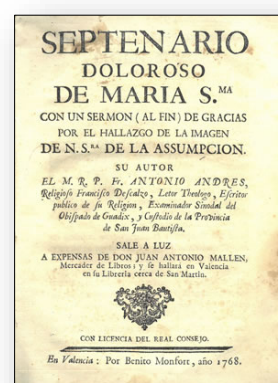 SEPTENARIO
DOLOROSO
DE MARIA S.MA
CON UN SERMON ( AL FIN ) DE GRACIAS
POR EL HALLAZGO DE LA IMAGEN
DE N. S.RA DE LA ASSUMPCION.
SU AUTOR
EL M. R. P. Fr. ANTONIO ANDRES,
Religioso Francisco Descalzo, Letor Theologo, Escritor
publico de su Religion, Examinador Sinodal del
Obispado de Guadix, y Custodio de la Provincia
de San Juan Bautista.
SALE A LUZ
A EXPENSAS DE DON JUAN ANTONIO MALLEN,
Mercader de Libros; y se hallará en Valencia
en su Librería cerca de San Martin.
CON LICENCIA DEL REAL CONSEJO.
En Valencia : Por Benito Monfort, año 1768.